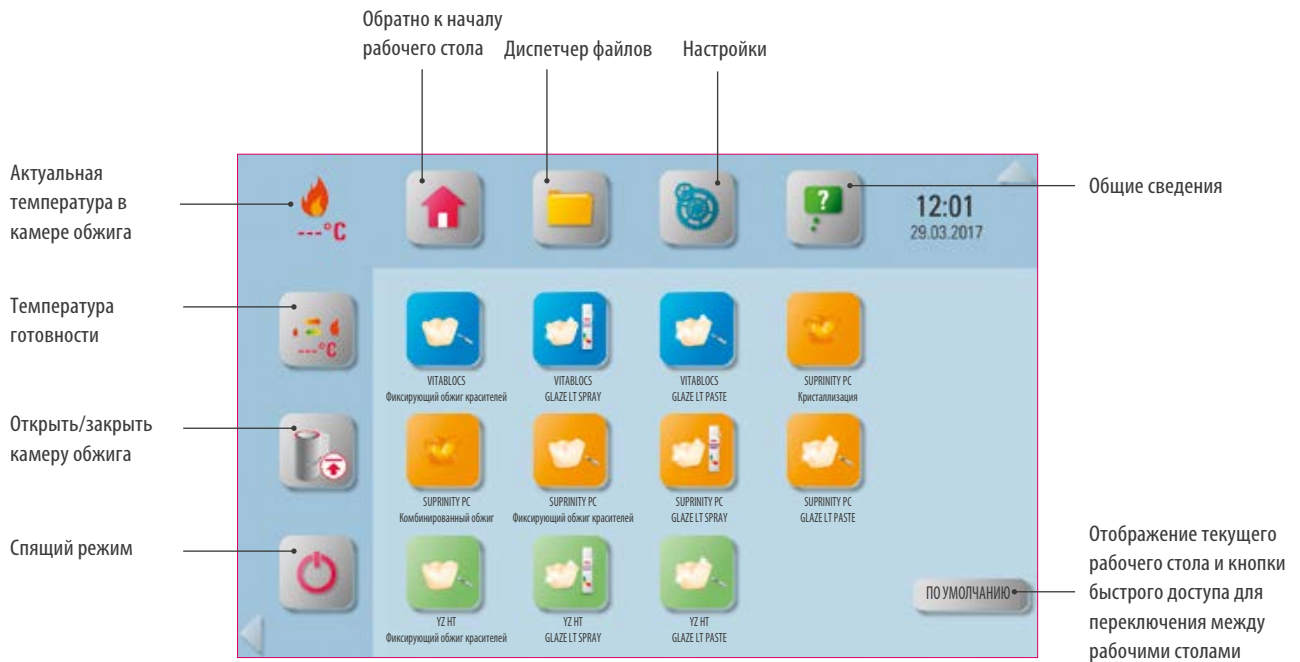 Обратно к началу
рабочего стола
Диспетчер файлов
Настройки
Актуальная
температура в
камере обжига
---°C
12:01
29.03.2017
Общие сведения
Температура
готовности
---°C
VITABLOCS
Фиксирующий обжиг красителей
VITABLOCS
GLAZE LT SPRAY
VITABLOCS
GLAZE LT PASTE
SUPRINITY PC
Кристаллизация
Открыть/закрыть
камеру обжига
SUPRINITY PC
Комбинированный обжиг
SUPRINITY PC
Фиксирующий обжиг красителей
SUPRINITY PC
GLAZE LT SPRAY
SUPRINITY PC
GLAZE LT PASTE
Спящий режим
YZ HT
Фиксирующий обжиг красителей
YZ HT
GLAZE LT SPRAY
YZ HT
GLAZE LT PASTE
ПО УМОЛЧАНИЮ
Отображение текущего
рабочего стола и кнопки
быстрого доступа для
переключения между
рабочими столами